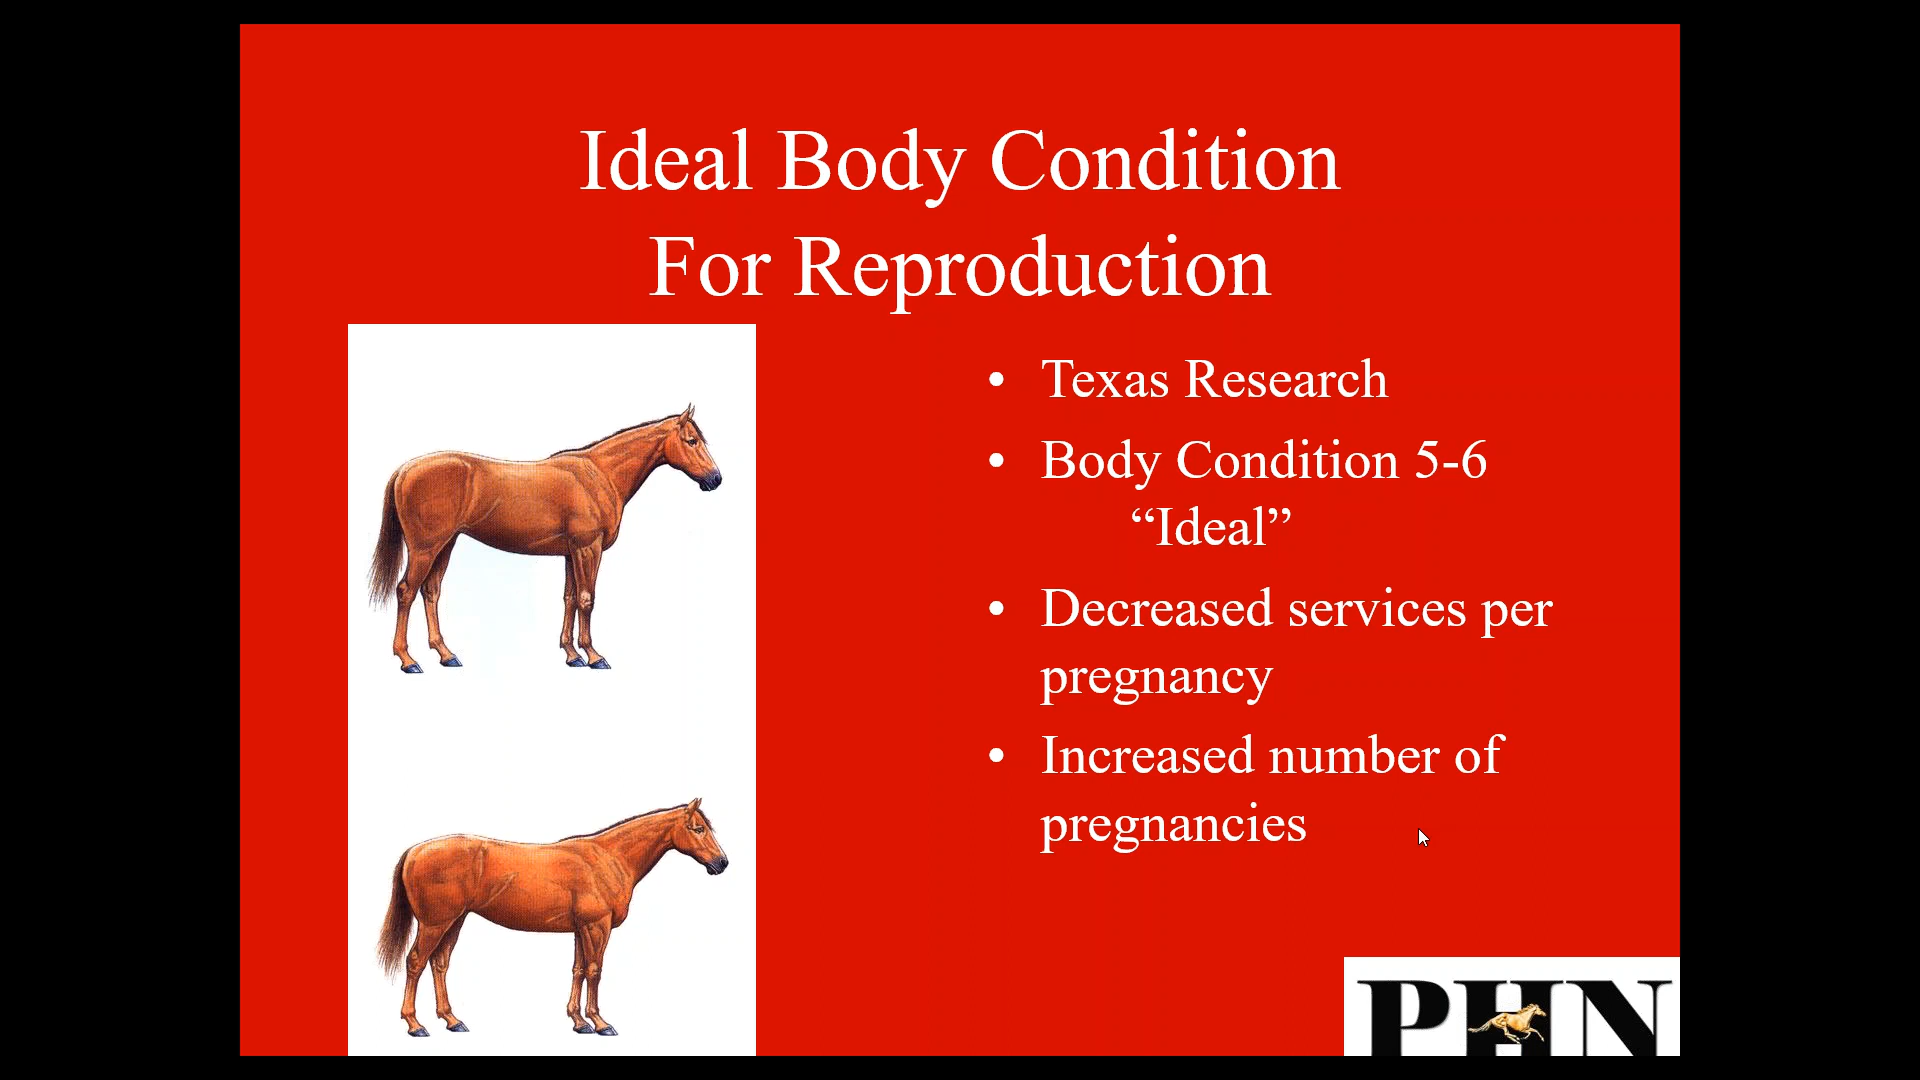 Ideal Body Condition
For Reproduction
• Texas Research
• Body Condition 5-6
“Ideal”
• Decreased services per
pregnancy
• Increased number of
pregnancies
PHN